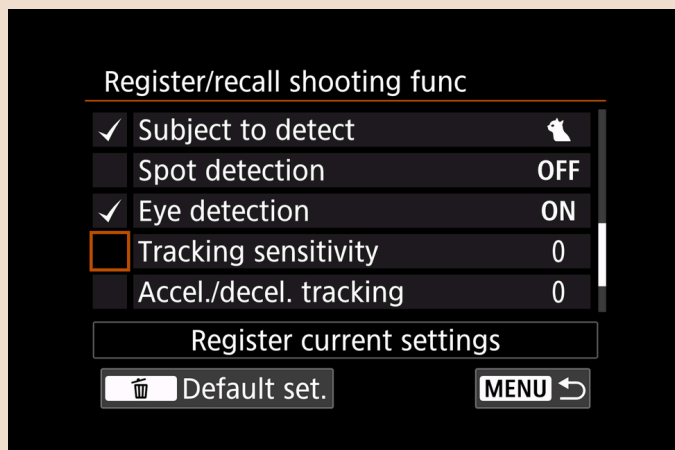 Register/recall shooting func
Subject to detect
Spot detection OFF
Eye detection ON
Tracking sensitivity 0
Accel./decel. tracking 0
Register current settings
Default set. MENU